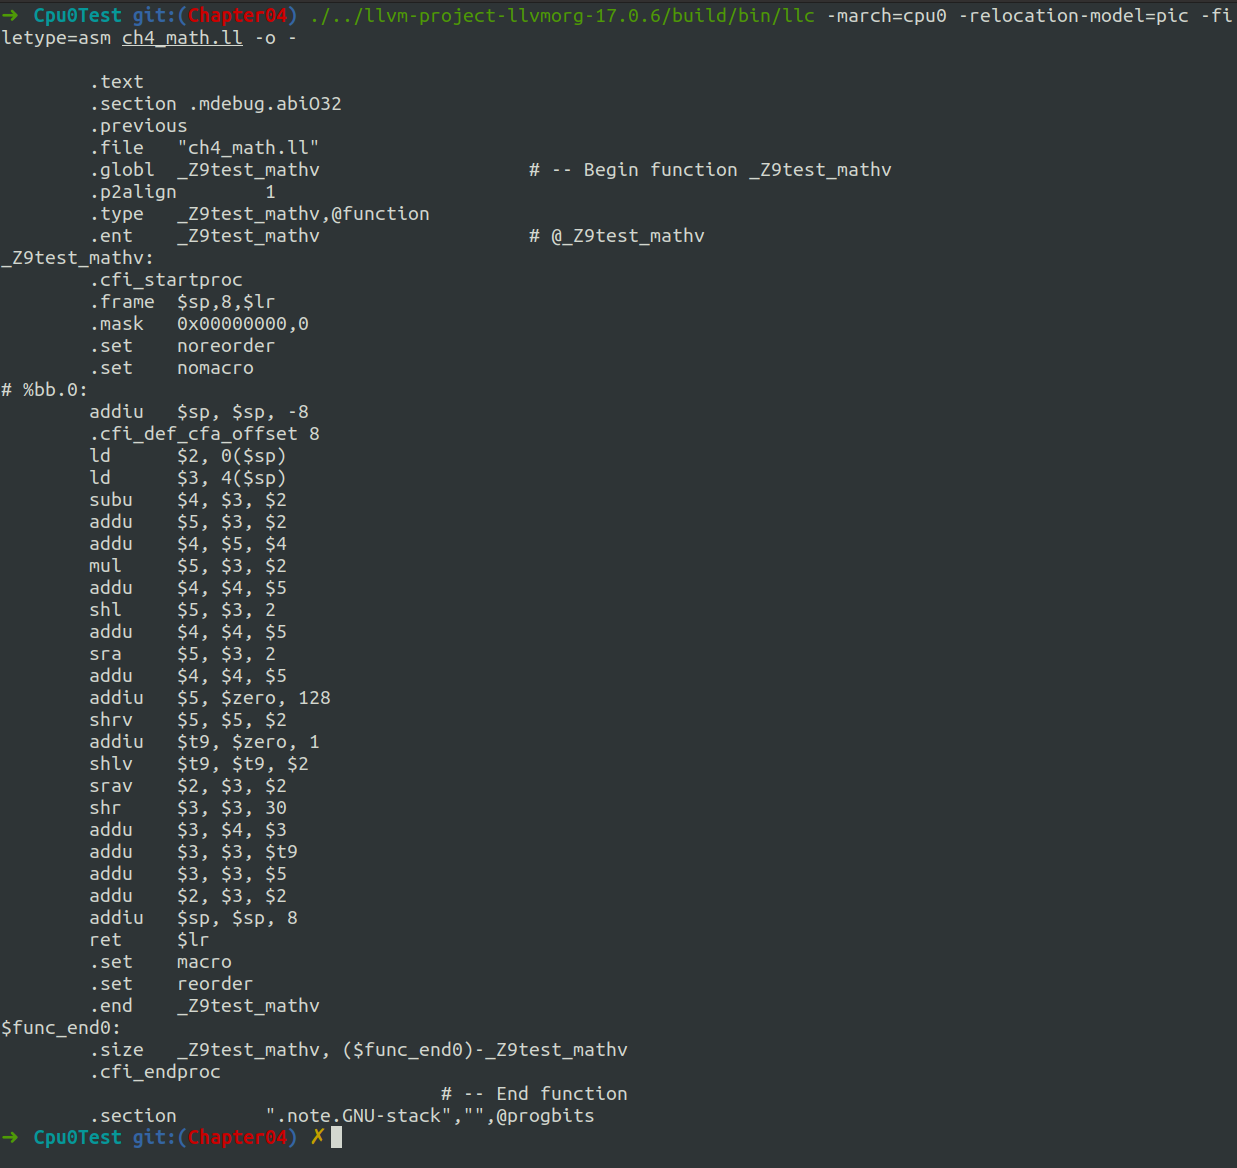 ➜  Cpu0Test git:(Chapter04) ./../llvm-project-llvmorg-17.0.6/build/bin/llc -march=cpu0 -relocation-model=pic -fi
letype=asm ch4_math.ll -o -
        .text
        .section .mdebug.abiO32
        .previous
        .file   "ch4_math.ll"
        .globl  _Z9test_mathv                   # -- Begin function _Z9test_mathv
        .p2align        1
        .type   _Z9test_mathv,@function
        .ent    _Z9test_mathv                   # @_Z9test_mathv
_Z9test_mathv:
        .cfi_startproc
        .frame  $sp,8,$lr
        .mask   0x00000000,0
        .set    noreorder
        .set    nomacro
# %bb.0:
        addiu   $sp, $sp, -8
        .cfi_def_cfa_offset 8
        ld      $2, 0($sp)
        ld      $3, 4($sp)
        subu    $4, $3, $2
        addu    $5, $3, $2
        addu    $4, $5, $4
        mul     $5, $3, $2
        addu    $4, $4, $5
        shl     $5, $3, 2
        addu    $4, $4, $5
        sra     $5, $3, 2
        addu    $4, $4, $5
        addiu   $5, $zero, 128
        shrv    $5, $5, $2
        addiu   $t9, $zero, 1
        shlv    $t9, $t9, $2
        srav    $2, $3, $2
        shr     $3, $3, 30
        addu    $3, $4, $3
        addu    $3, $3, $t9
        addu    $3, $3, $5
        addu    $2, $3, $2
        addiu   $sp, $sp, 8
        ret     $lr
        .set    macro
        .set    reorder
        .end    _Z9test_mathv
$func_end0:
        .size   _Z9test_mathv, ($func_end0)-_Z9test_mathv
        .cfi_endproc
                                        # -- End function
        .section        ".note.GNU-stack","",@progbits
➜  Cpu0Test git:(Chapter04) ✗